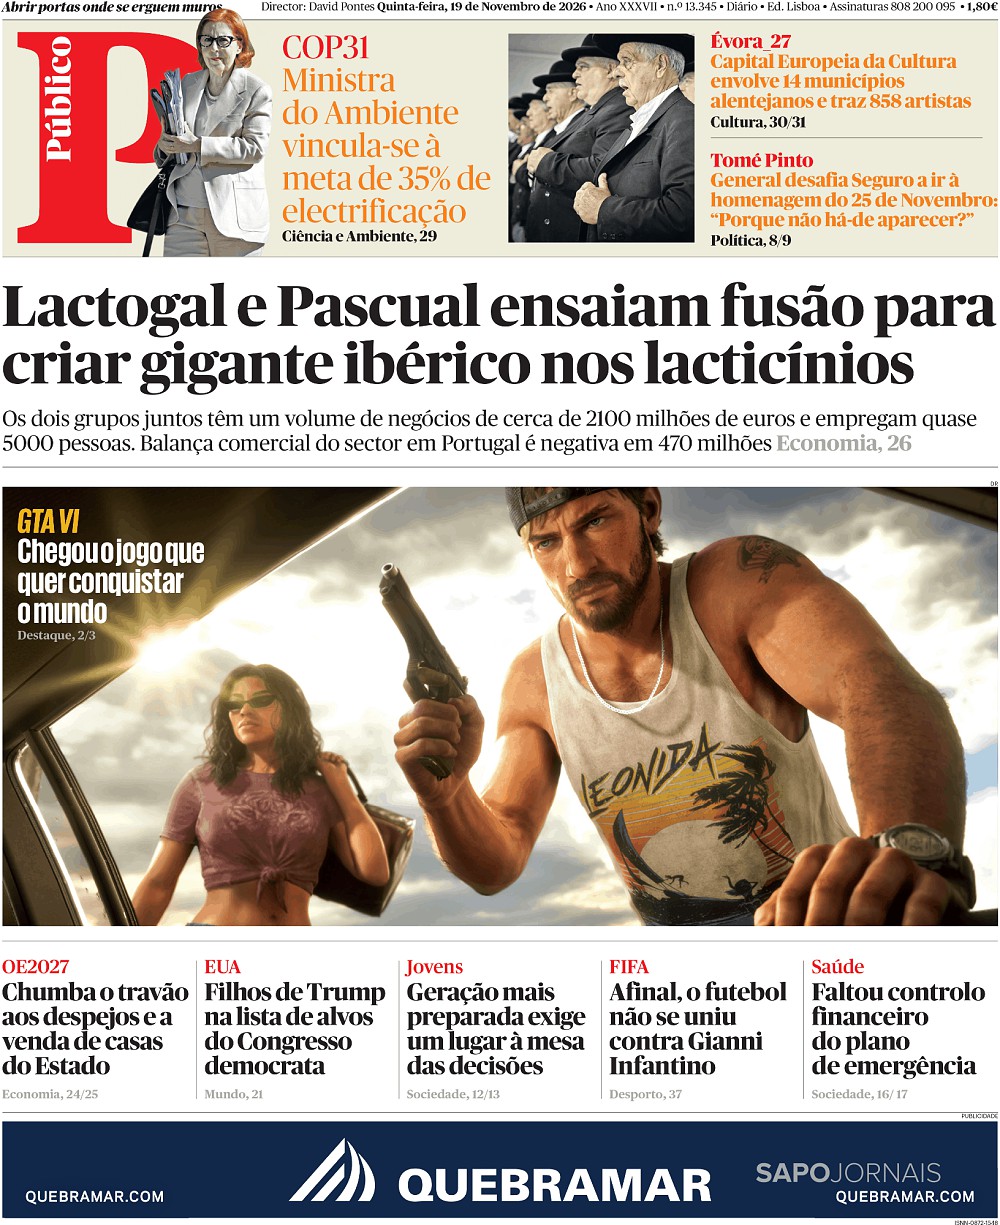 Abrir portas onde se erguem muros
Director: David Pontes Quinta-feira, 19 de Novembro de 2026 • Ano XXXVII • n.º 13.345 • Diário • Ed. Lisboa • Assinaturas 808 200 095 • 1,80€
Público
COP31
Ministra
do Ambiente
vincula-se à
meta de 35% de
electrificação
Ciência e Ambiente, 29
Évora_27
Capital Europeia da Cultura
envolve 14 municípios
alentejanos e traz 858 artistas
Cultura, 30/31
Tomé Pinto
General desafia Seguro a ir à
homenagem do 25 de Novembro:
“Porque não há-de aparecer?”
Política, 8/9
Lactogal e Pascual ensaiam fusão para
criar gigante ibérico nos lacticínios
Os dois grupos juntos têm um volume de negócios de cerca de 2100 milhões de euros e empregam quase
5000 pessoas. Balança comercial do sector em Portugal é negativa em 470 milhões Economia, 26
DR
GTA VI
Chegou o jogo que
quer conquistar
o mundo
Destaque, 2/3
LEONIDA
OE2027
Chumba o travão
aos despejos e a
venda de casas
do Estado
Economia, 24/25
EUA
Filhos de Trump
na lista de alvos
do Congresso
democrata
Mundo, 21
Jovens
Geração mais
preparada exige
um lugar à mesa
das decisões
Sociedade, 12/13
FIFA
Afinal, o futebol
não se uniu
contra Gianni
Infantino
Desporto, 37
Saúde
Faltou controlo
financeiro
do plano
de emergência
Sociedade, 16/17
PUBLICIDADE
QUEBRAMAR.COM
QUEBRAMAR
SAPOJORNAIS
QUEBRAMAR.COM
ISNN-0872-1548